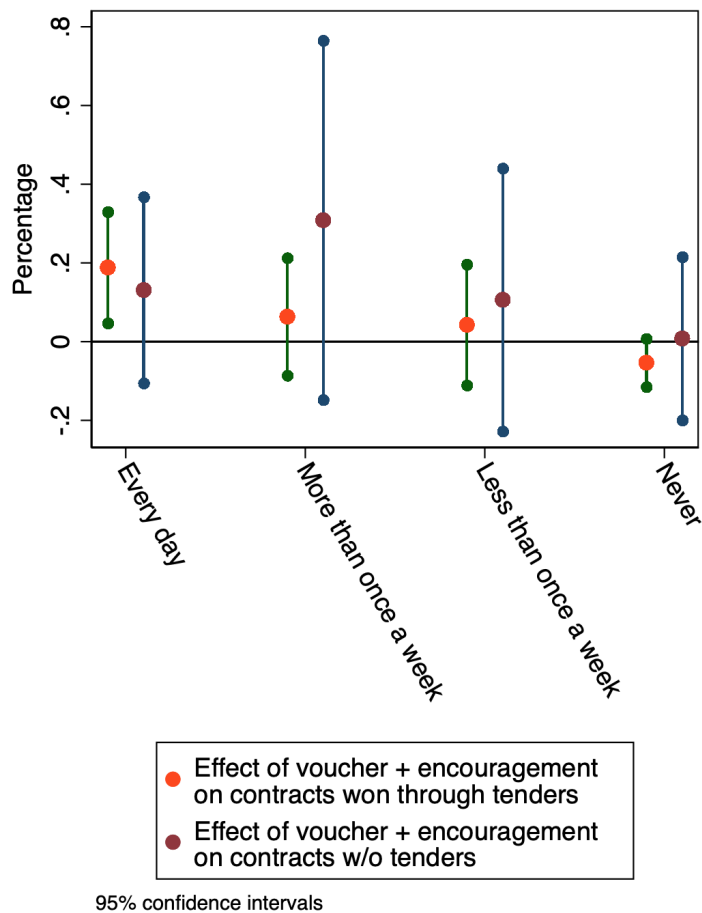 .8
.6
.4
.2
0
-.2
Percentage
Every day
More than once a week
Less than once a week
Never
Effect of voucher + encouragement
on contracts won through tenders
Effect of voucher + encouragement
on contracts w/o tenders
95% confidence intervals